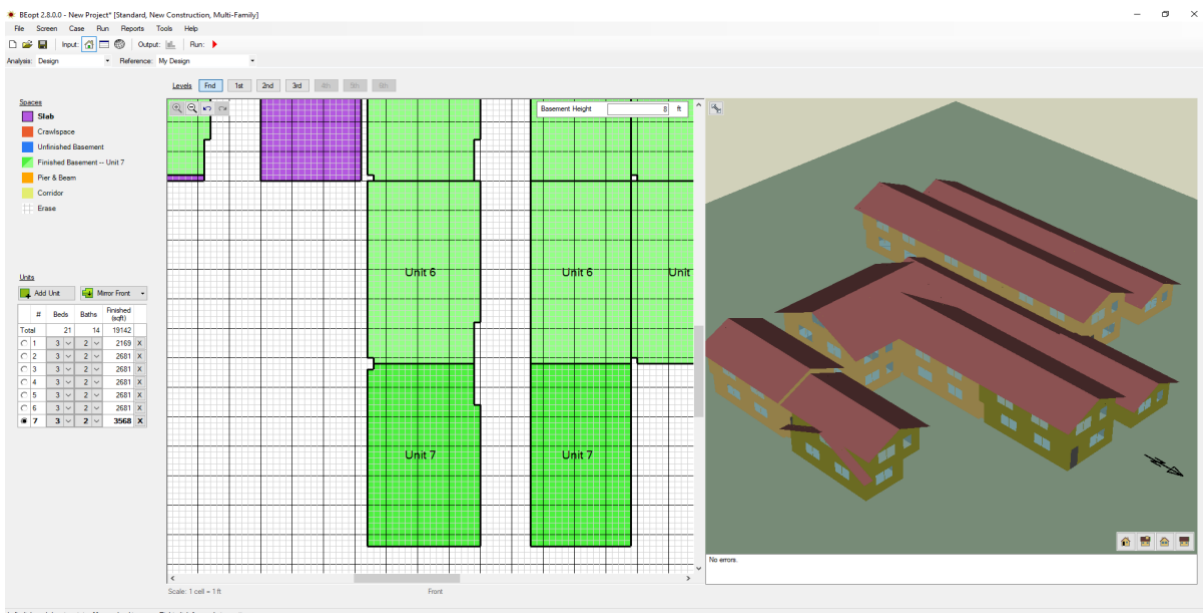 BEopt 2.8.0.0 - New Project* [Standard, New Construction, Multi-Family]
File Screen Case Run Reports Tools Help
Input: Output: Run:
Analysis: Design Reference: My Design
Levels Fnd 1st 2nd 3rd 4th 5th 6th
Spaces
Slab
Crawlspace
Unfinished Basement
Finished Basement -- Unit 7
Pier & Beam
Corridor
Erase
Basement Height 8 ft
Unit 6 Unit 6 Unit
Unit 7 Unit 7
Units
Add Unit Mirror Front
# Beds Baths Finished (sqft)
Total 21 14 19142
1 3 2 2169 X
2 3 2 2681 X
3 3 2 2681 X
4 3 2 2681 X
5 3 2 2681 X
6 3 2 2681 X
7 3 2 3568 X
N
No errors.
Scale: 1 cell = 1 ft Front